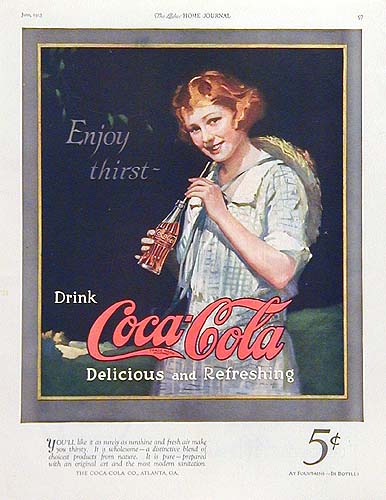 June, 1923
The Ladies' HOME JOURNAL
57
Enjoy
thirst~
Drink
Coca-Cola
Delicious and Refreshing
YOU'LL like it as surely as sunshine and fresh air make
you thirsty. It is wholesome—a distinctive blend of
choicest products from nature. It is pure—prepared
with an original art and the most modern sanitation.
THE COCA-COLA CO., ATLANTA, GA.
5¢
AT FOUNTAINS—IN BOTTLES